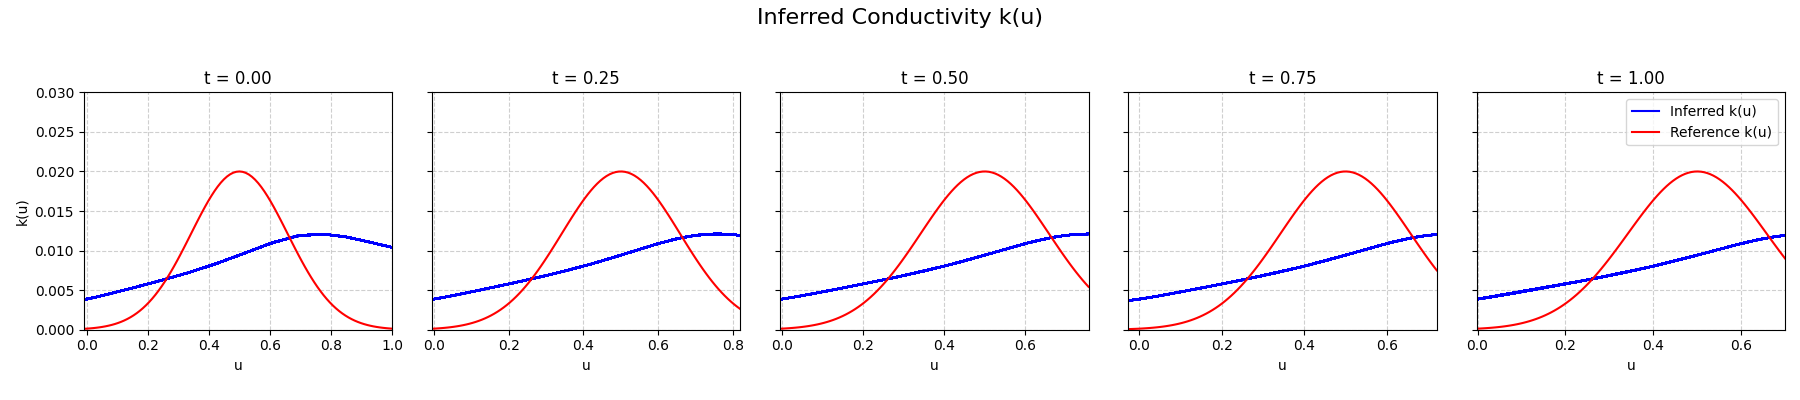 Inferred Conductivity k(u)
t = 0.00
t = 0.25
t = 0.50
t = 0.75
t = 1.00
0.030
0.025
0.020
0.015
0.010
0.005
0.000
k(u)
Inferred k(u)
Reference k(u)
0.0 0.2 0.4 0.6 0.8 1.0
0.0 0.2 0.4 0.6 0.8
0.0 0.2 0.4 0.6
0.0 0.2 0.4 0.6
0.0 0.2 0.4 0.6
u
u
u
u
u